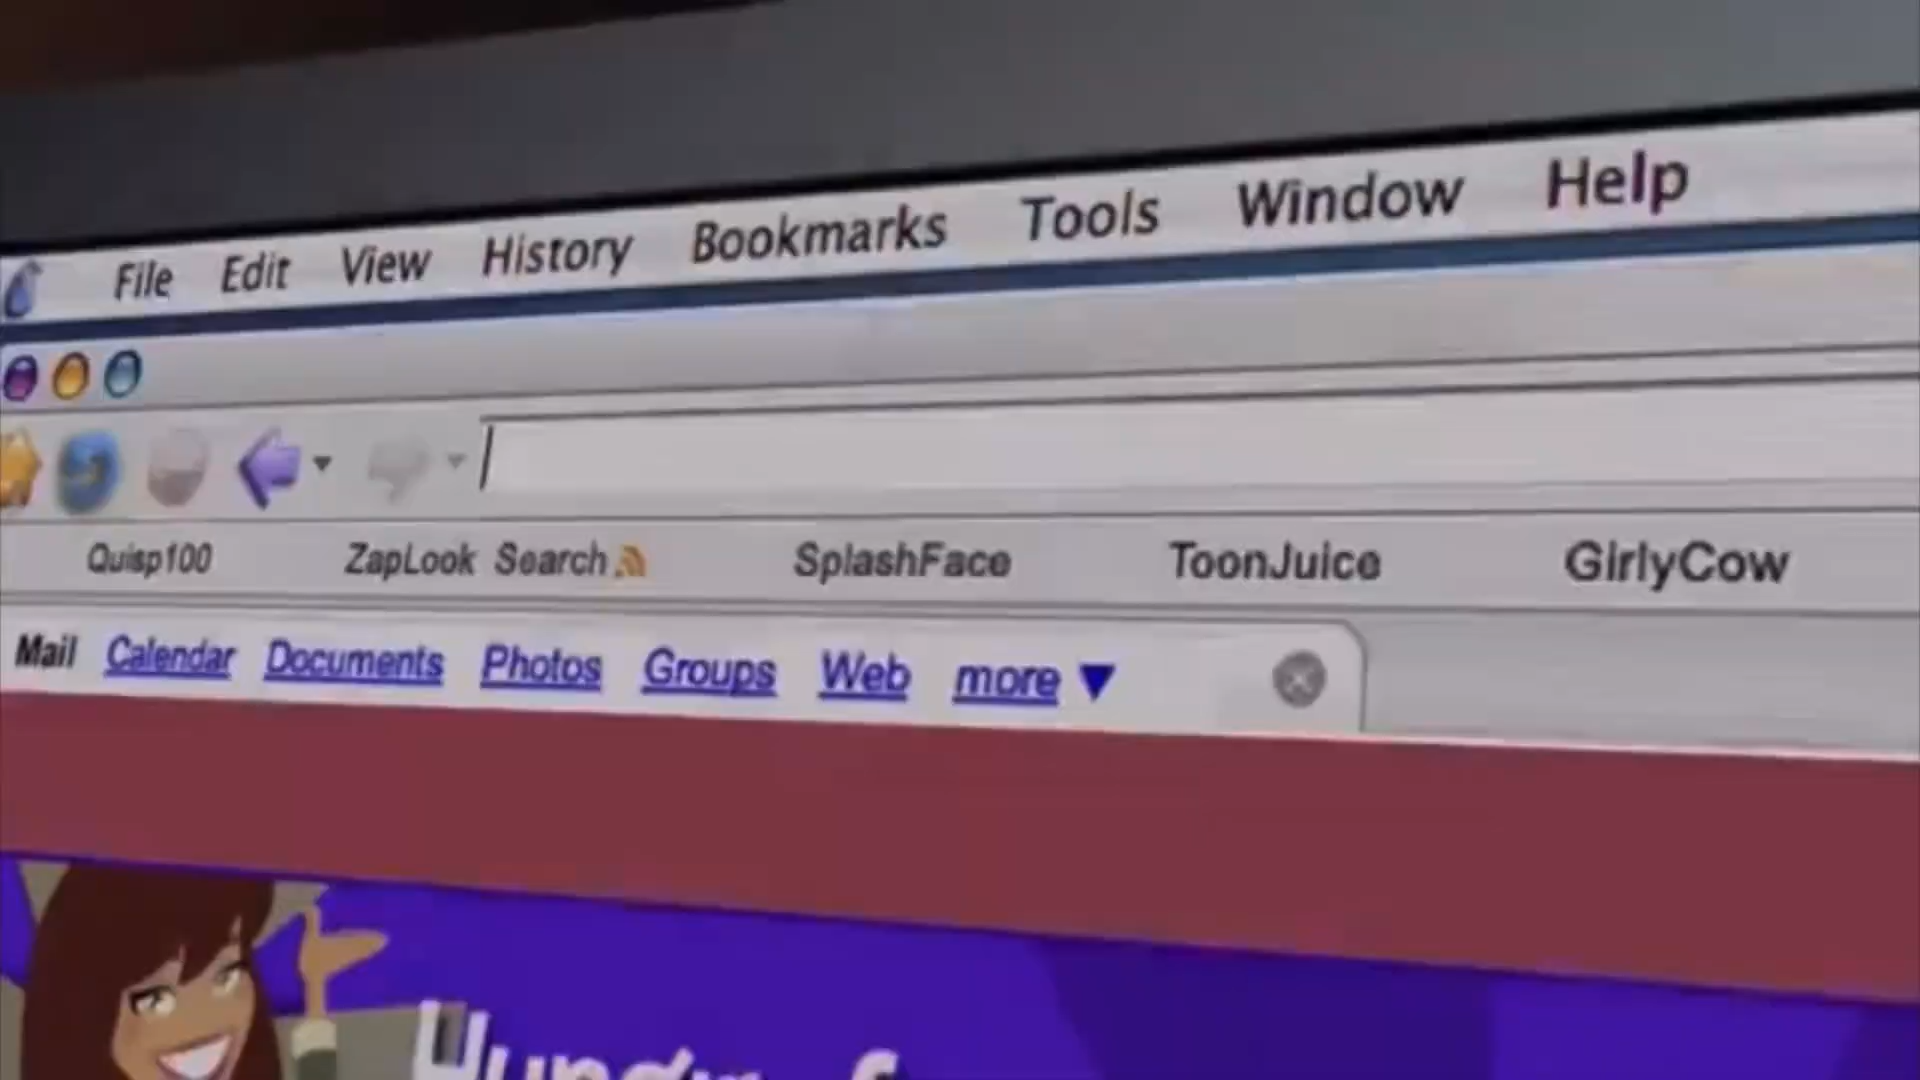 File Edit View History Bookmarks Tools Window Help
Quisp100 ZapLook Search SplashFace ToonJuice GirlyCow
Mail Calendar Documents Photos Groups Web more